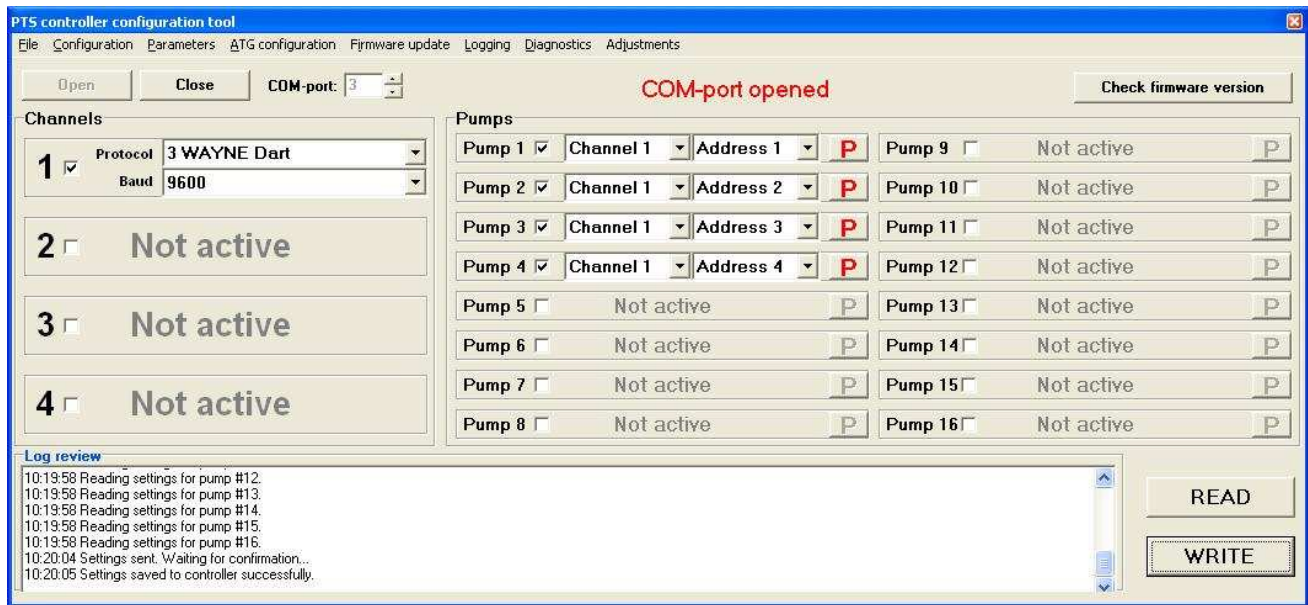 PTS controller configuration tool
File Configuration Parameters ATG configuration Firmware update Logging Diagnostics Adjustments
Open Close COM-port: 3 COM-port opened Check firmware version
Channels
1 Protocol 3 WAYNE Dart
Baud 9600
2 Not active
3 Not active
4 Not active
Pumps
Pump 1 Channel 1 Address 1 P
Pump 2 Channel 1 Address 2 P
Pump 3 Channel 1 Address 3 P
Pump 4 Channel 1 Address 4 P
Pump 5 Not active P
Pump 6 Not active P
Pump 7 Not active P
Pump 8 Not active P
Pump 9 Not active P
Pump 10 Not active P
Pump 11 Not active P
Pump 12 Not active P
Pump 13 Not active P
Pump 14 Not active P
Pump 15 Not active P
Pump 16 Not active P
Log review
10:19:58 Reading settings for pump #12.
10:19:58 Reading settings for pump #13.
10:19:58 Reading settings for pump #14.
10:19:58 Reading settings for pump #15.
10:19:58 Reading settings for pump #16.
10:20:04 Settings sent. Waiting for confirmation...
10:20:05 Settings saved to controller successfully.
READ
WRITE